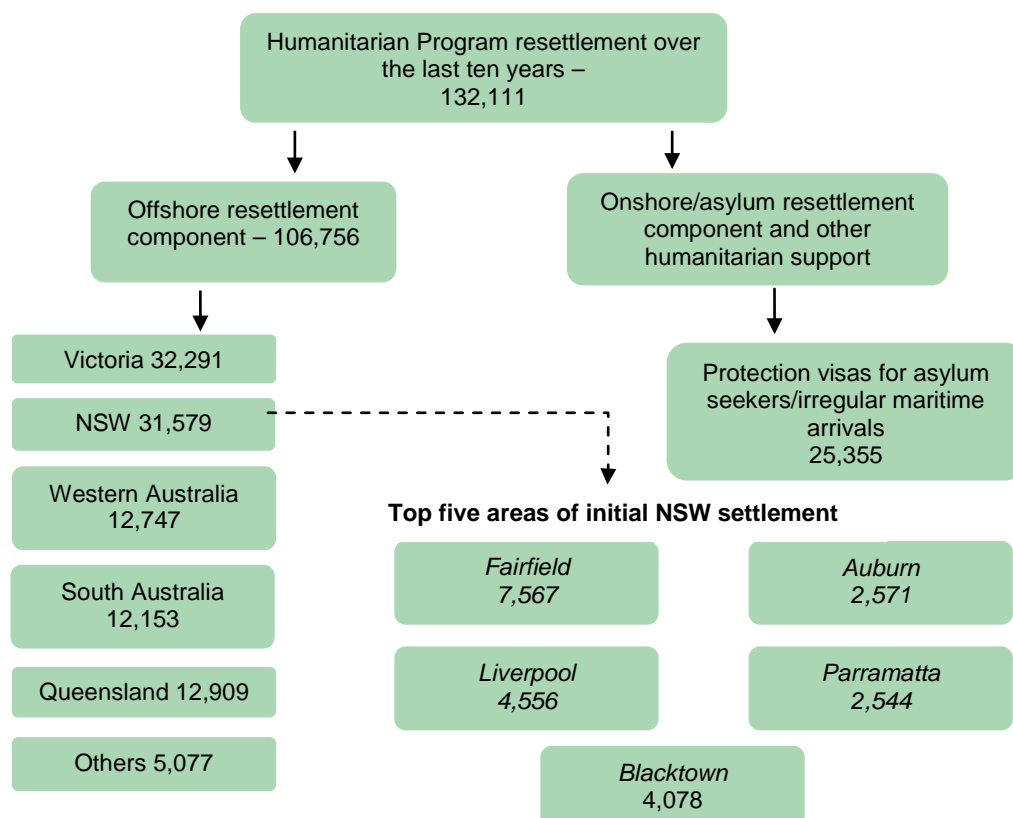 Humanitarian Program resettlement over
the last ten years –
132,111
Offshore resettlement
component – 106,756
Onshore/asylum resettlement
component and other
humanitarian support
Victoria 32,291
NSW 31,579
Western Australia
12,747
South Australia
12,153
Queensland 12,909
Others 5,077
Protection visas for asylum
seekers/irregular maritime
arrivals
25,355
Top five areas of initial NSW settlement
Fairfield
7,567
Auburn
2,571
Liverpool
4,556
Parramatta
2,544
Blacktown
4,078